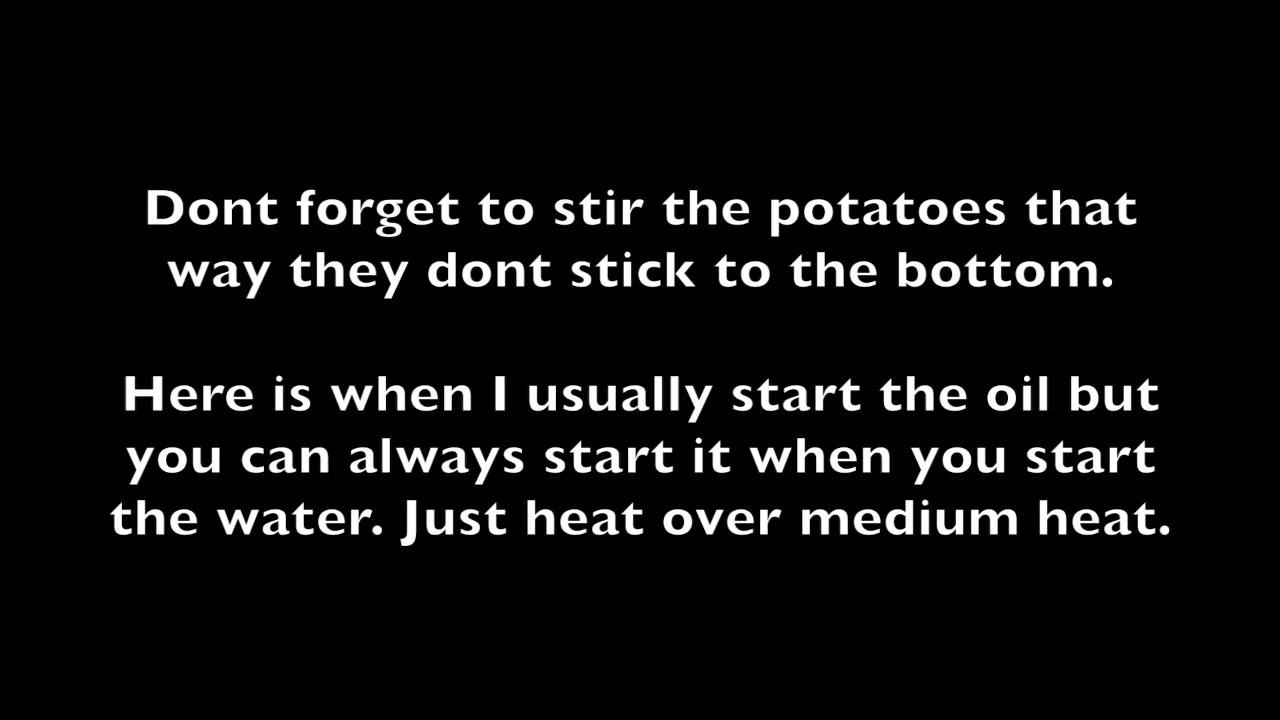 Dont forget to stir the potatoes that
way they dont stick to the bottom.
Here is when I usually start the oil but
you can always start it when you start
the water. Just heat over medium heat.